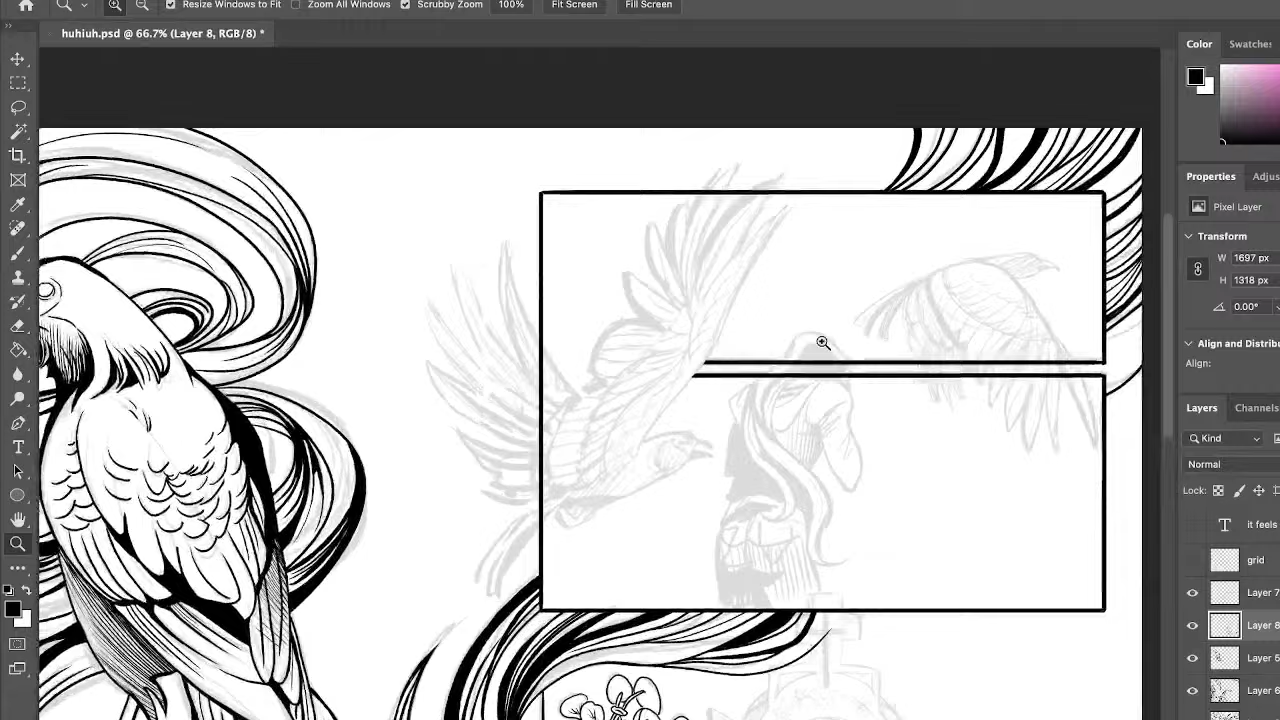 Resize Windows to Fit Zoom All Windows Scrubby Zoom 100% Fit Screen Fill Screen
huhiuh.psd @ 66.7% (Layer 8, RGB/8) *
Color Swatches
Properties Adjus
Pixel Layer
Transform
W 1697 px
H 1318 px
0.00°
Align and Distrib
Align:
Layers Channels
Kind
Normal
Lock:
T it feels
grid
Layer 7
Layer 8
Layer 5
Layer 6